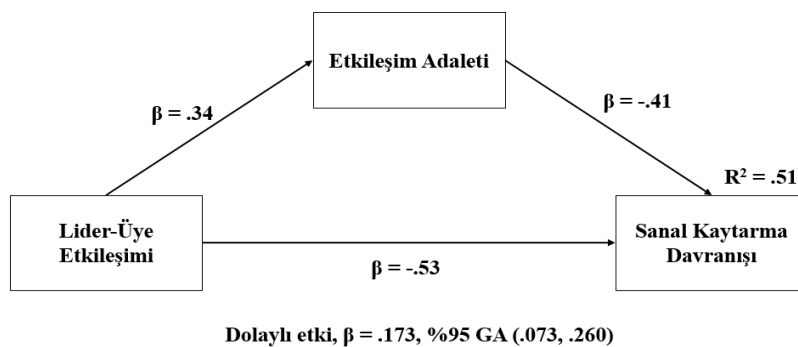 Etkileşim Adaleti
β = .34
β = -.41
R² = .51
Lider-Üye
Etkileşimi
Sanal Kaytarma
Davranışı
β = -.53
Dolaylı etki, β = .173, %95 GA (.073, .260)